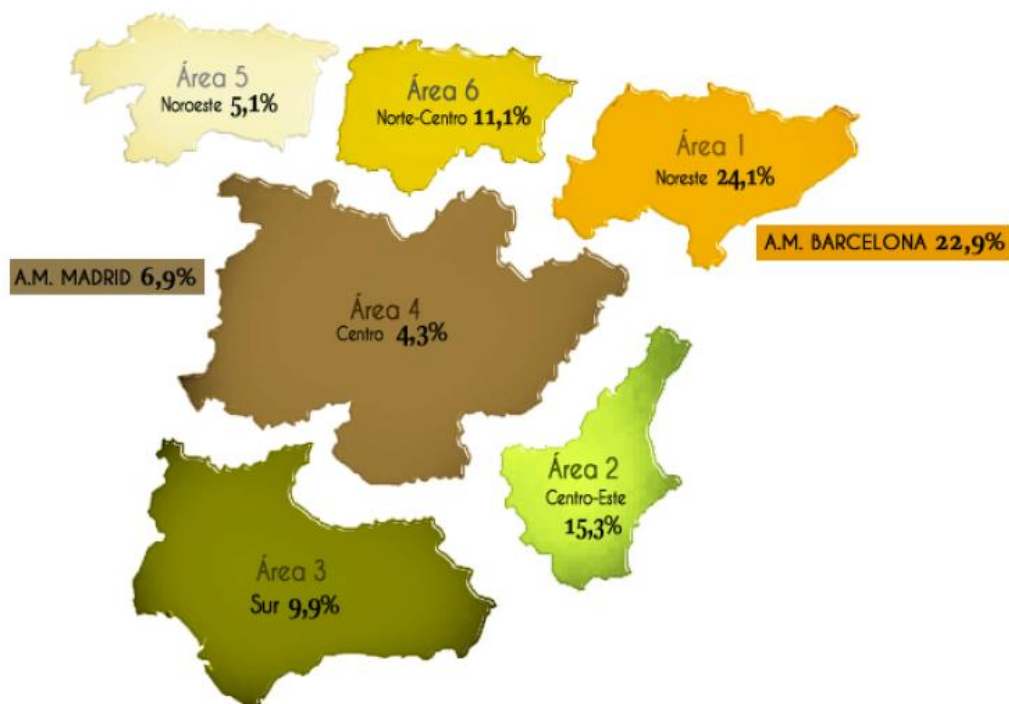 Área 5
Noroeste 5,1%
Área 6
Norte-Centro 11,1%
Área 1
Noreste 24,1%
A.M. BARCELONA 22,9%
A.M. MADRID 6,9%
Área 4
Centro 4,3%
Área 2
Centro-Este
15,3%
Área 3
Sur 9,9%